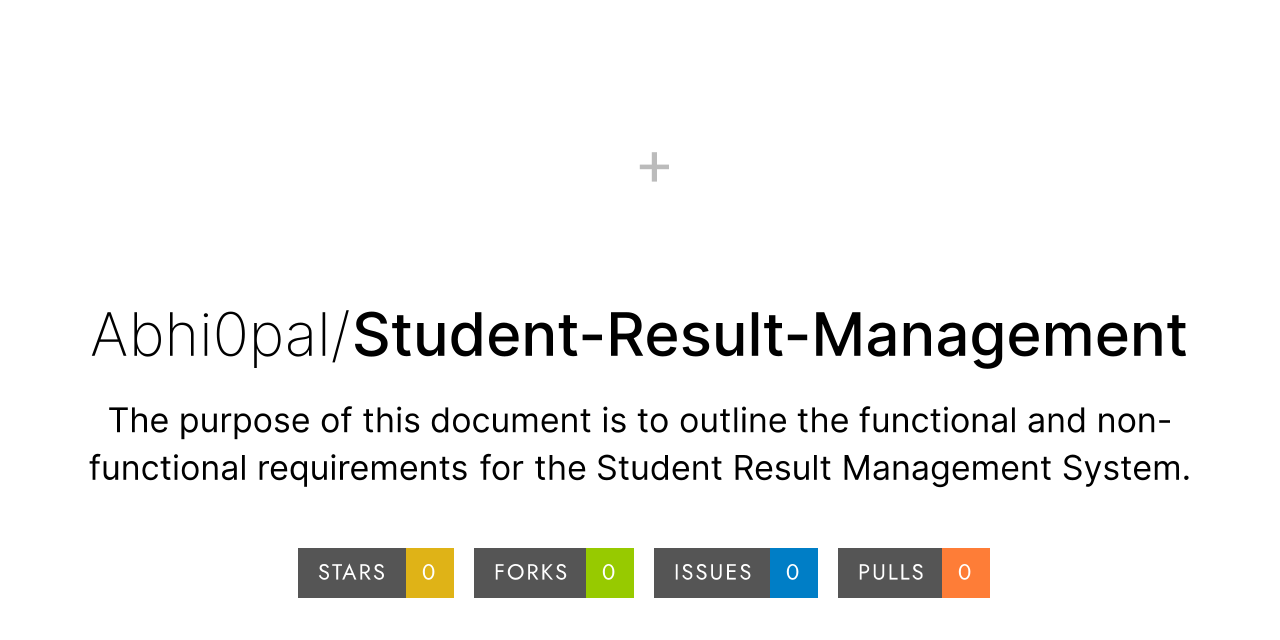 +
Abhi0pal/Student-Result-Management
The purpose of this document is to outline the functional and non-
functional requirements for the Student Result Management System.
STARS 0 FORKS 0 ISSUES 0 PULLS 0